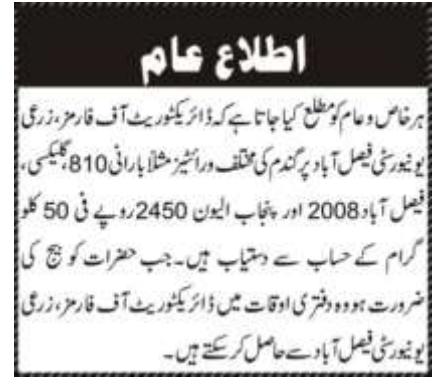 اطلاع عام
ہر خاص و عام کو مطلع کیا جاتا ہے کہ ڈائریکٹوریٹ آف فارمز، زرعی
یونیورسٹی فیصل آباد پر گندم کی مختلف ورائٹیز مثلاً بارانی 810، گلیکسی،
فیصل آباد 2008 اور پنجاب الیون 2450 روپے فی 50 کلو
گرام کے حساب سے دستیاب ہیں۔ جب حضرات کو بیج کی
ضرورت ہو وہ دفتری اوقات میں ڈائریکٹوریٹ آف فارمز، زرعی
یونیورسٹی فیصل آباد سے حاصل کر سکتے ہیں۔